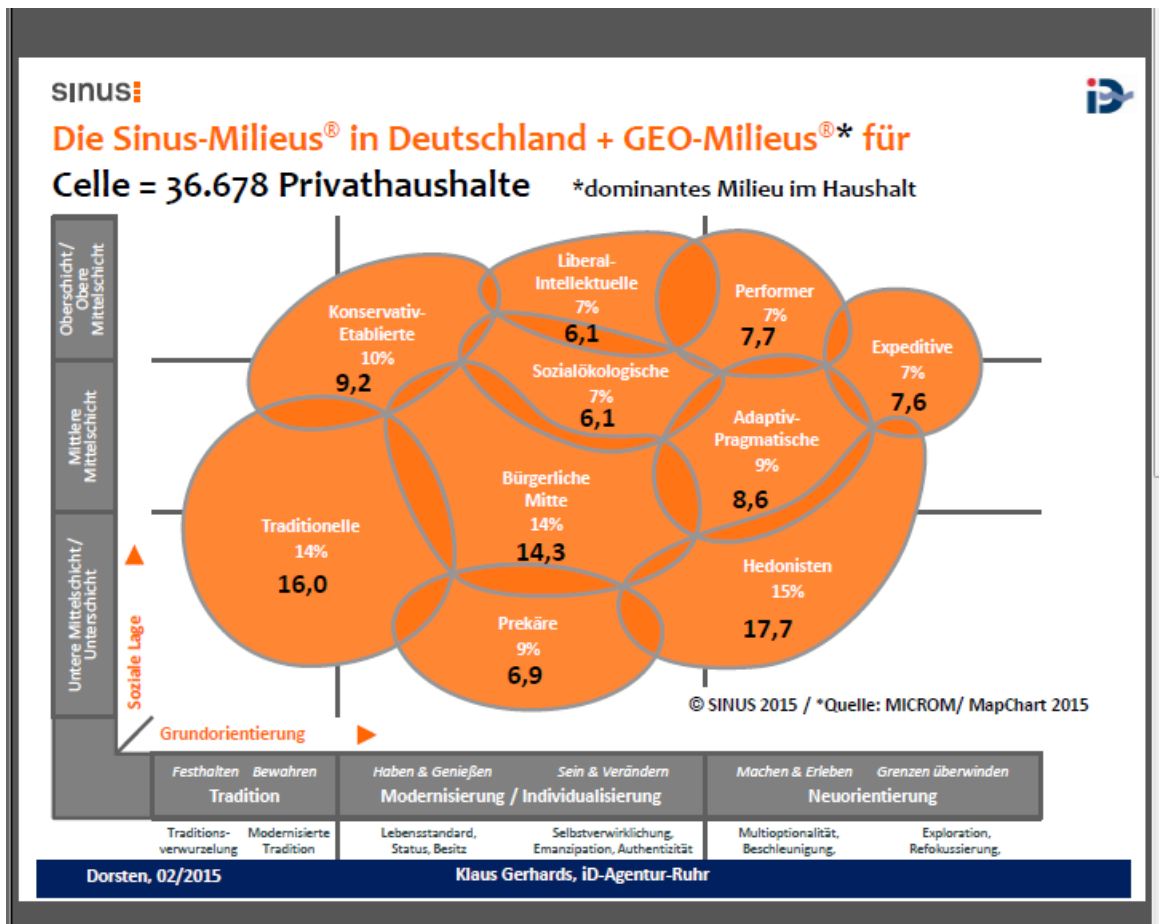 sınus
iD
Die Sinus-Milieus® in Deutschland + GEO-Milieus®* für
Celle = 36.678 Privathaushalte *dominantes Milieu im Haushalt
Oberschicht/
Obere
Mittelschicht
Mittlere
Mittelschicht
Untere Mittelschicht/
Unterschicht
Soziale Lage
Konservativ-
Etablierte
10%
9,2
Liberal-
Intellektuelle
7%
6,1
Performer
7%
7,7
Expeditive
7%
7,6
Sozialökologische
7%
6,1
Adaptiv-
Pragmatische
9%
8,6
Bürgerliche
Mitte
14%
14,3
Traditionelle
14%
16,0
Hedonisten
15%
17,7
Prekäre
9%
6,9
© SINUS 2015 / *Quelle: MICROM/ MapChart 2015
Grundorientierung
Festhalten Bewahren
Tradition
Haben & Genießen Sein & Verändern
Modernisierung / Individualisierung
Machen & Erleben Grenzen überwinden
Neuorientierung
Traditions-
verwurzelung
Modernisierte
Tradition
Lebensstandard,
Status, Besitz
Selbstverwirklichung,
Emanzipation, Authentizität
Multioptionalität,
Beschleunigung,
Exploration,
Refokussierung,
Dorsten, 02/2015 Klaus Gerhards, iD-Agentur-Ruhr